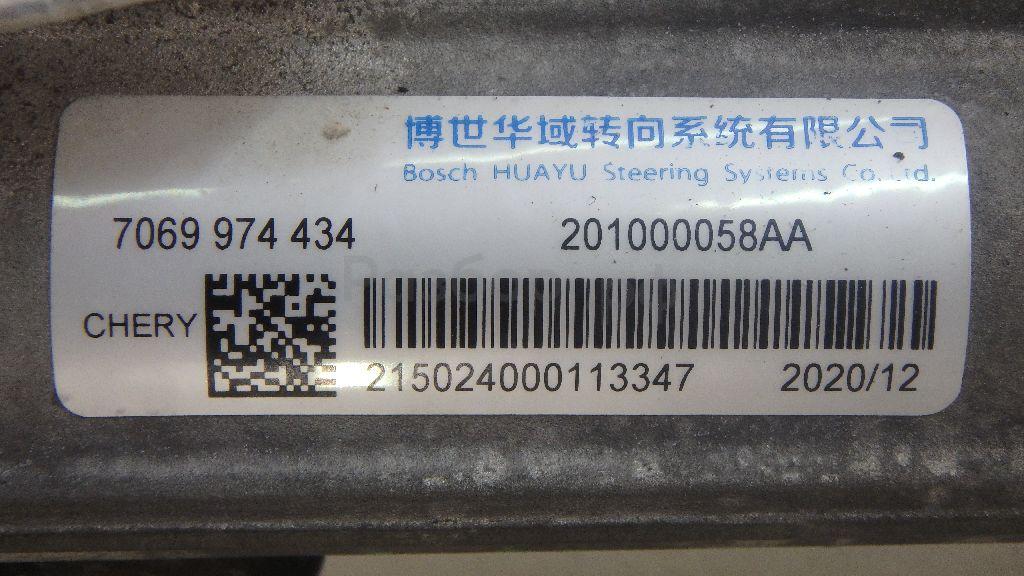 博世华域转向系统有限公司
Bosch HUAYU Steering Systems Co.Ltd.
7069 974 434 201000058AA
CHERY
215024000113347 2020/12